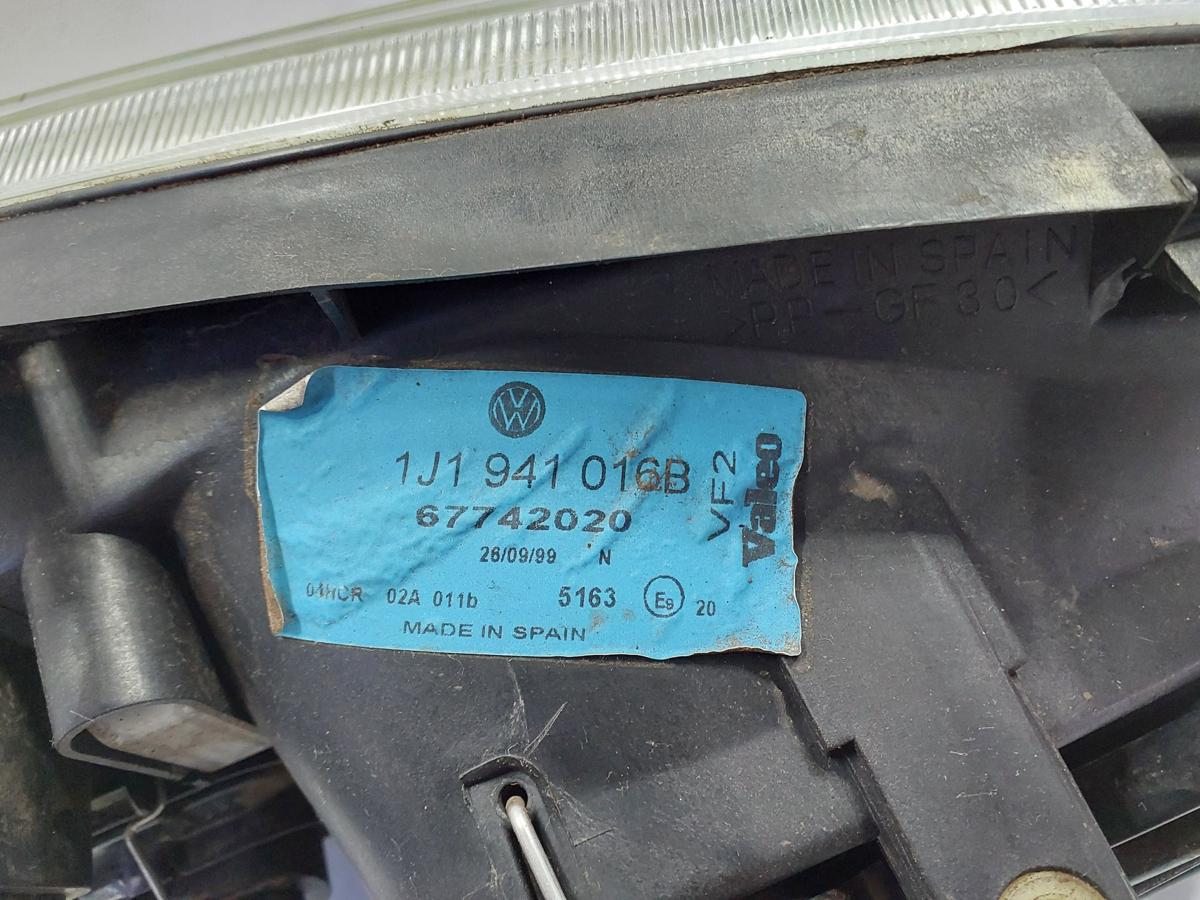 MADE IN SPAIN
>PP-GF30<
VW
1J1 941 016B
67742020
26/09/99 N
04HCR 02A 011b 5163 E9 20
MADE IN SPAIN
VF2
Valeo